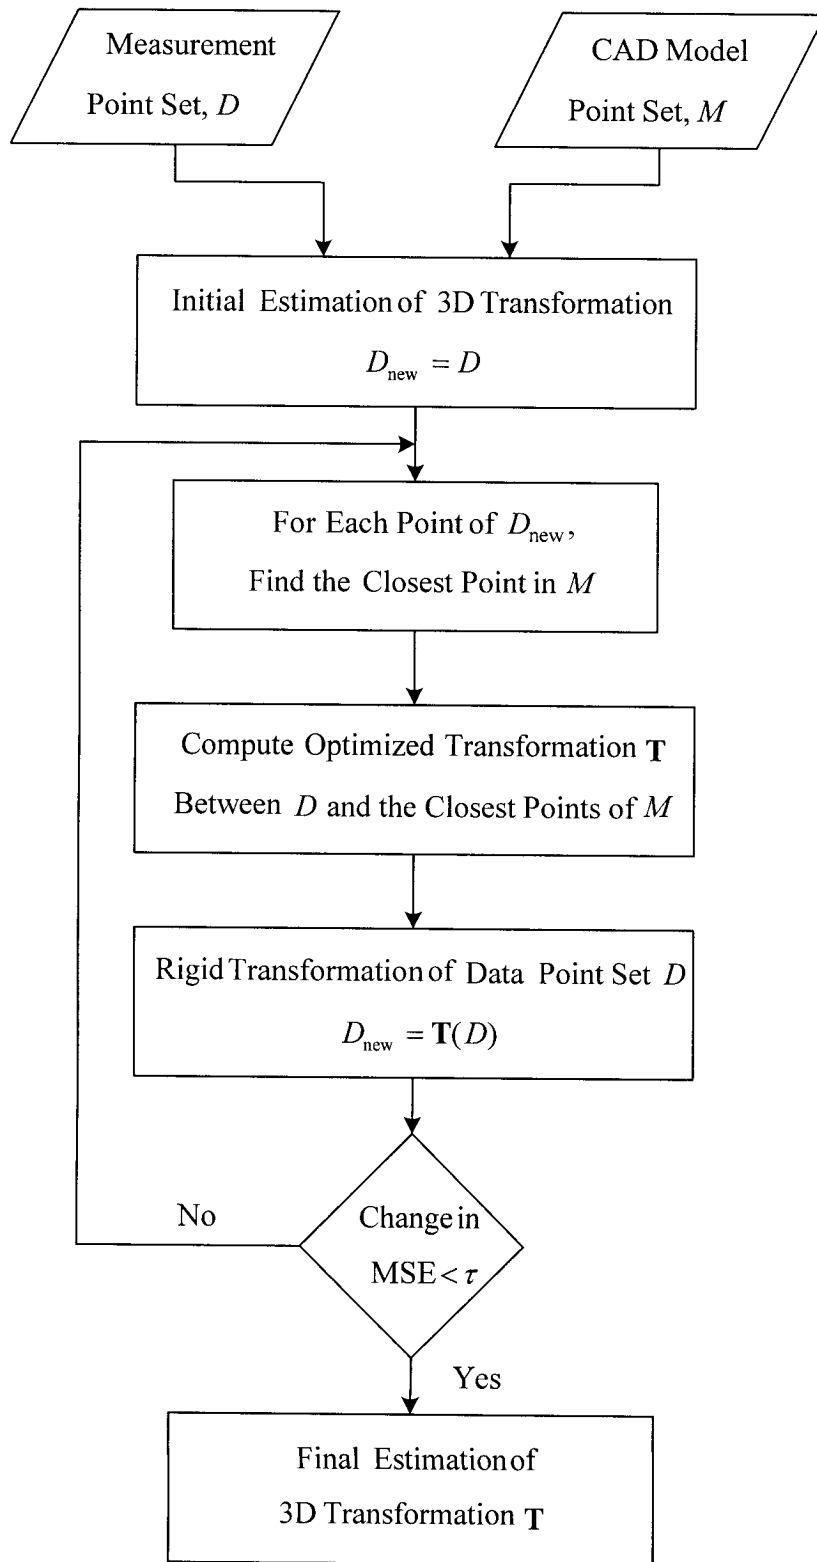 Measurement
Point Set, D
CAD Model
Point Set, M
Initial Estimation of 3D Transformation
D_new = D
For Each Point of D_new,
Find the Closest Point in M
Compute Optimized Transformation T
Between D and the Closest Points of M
Rigid Transformation of Data Point Set D
D_new = T(D)
No
Change in
MSE < τ
Yes
Final Estimation of
3D Transformation T